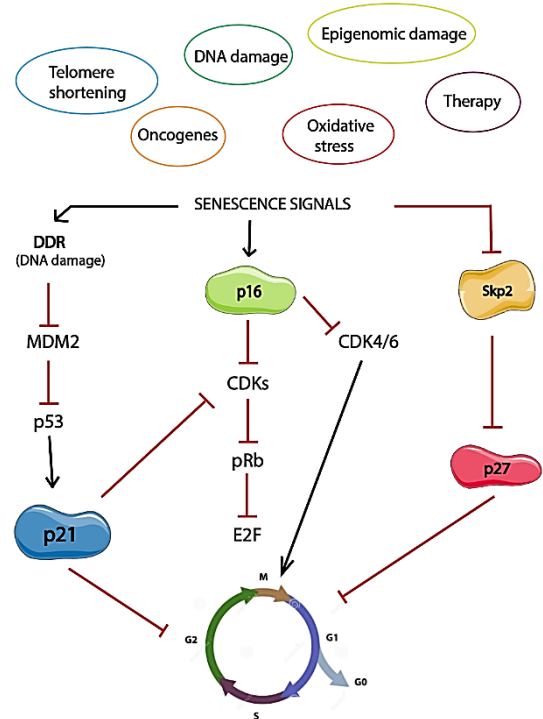 Epigenomic damage
DNA damage
Telomere
shortening
Therapy
Oncogenes
Oxidative
stress
SENESCENCE SIGNALS
DDR
(DNA damage)
p16
Skp2
MDM2
CDK4/6
CDKs
p53
pRb
p27
p21
E2F
M
G2
G1
G0
S